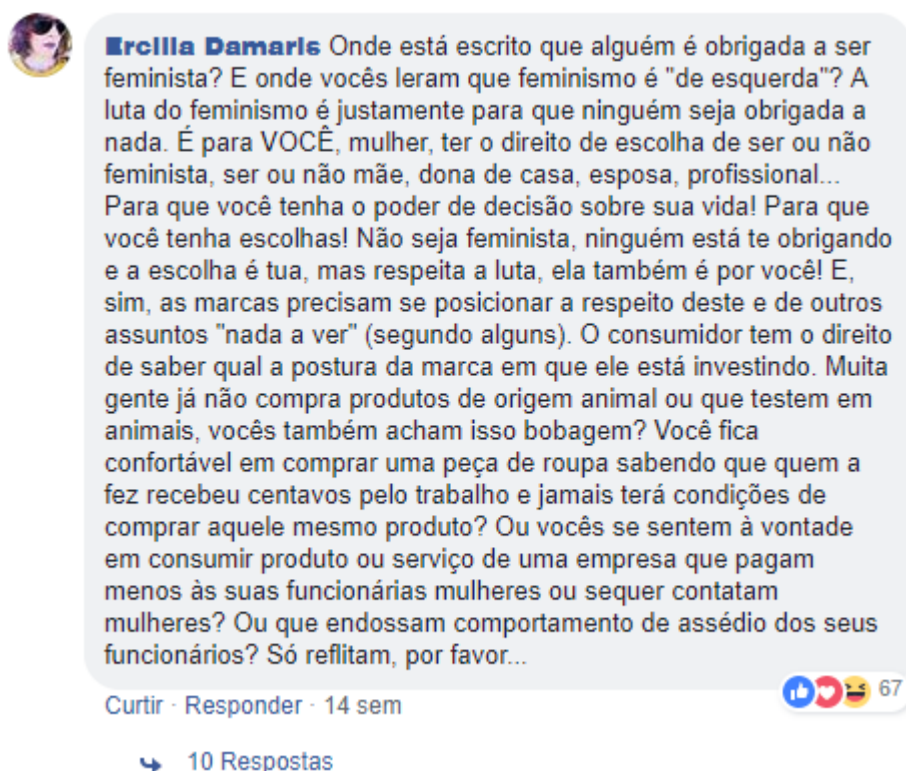 Ercilia Damaris Onde está escrito que alguém é obrigada a ser
feminista? E onde vocês leram que feminismo é "de esquerda"? A
luta do feminismo é justamente para que ninguém seja obrigada a
nada. É para VOCÊ, mulher, ter o direito de escolha de ser ou não
feminista, ser ou não mãe, dona de casa, esposa, profissional...
Para que você tenha o poder de decisão sobre sua vida! Para que
você tenha escolhas! Não seja feminista, ninguém está te obrigando
e a escolha é tua, mas respeita a luta, ela também é por você! E,
sim, as marcas precisam se posicionar a respeito deste e de outros
assuntos "nada a ver" (segundo alguns). O consumidor tem o direito
de saber qual a postura da marca em que ele está investindo. Muita
gente já não compra produtos de origem animal ou que testem em
animais, vocês também acham isso bobagem? Você fica
confortável em comprar uma peça de roupa sabendo que quem a
fez recebeu centavos pelo trabalho e jamais terá condições de
comprar aquele mesmo produto? Ou vocês se sentem à vontade
em consumir produto ou serviço de uma empresa que pagam
menos às suas funcionárias mulheres ou sequer contatam
mulheres? Ou que endossam comportamento de assédio dos seus
funcionários? Só reflitam, por favor...
67
Curtir · Responder · 14 sem
10 Respostas